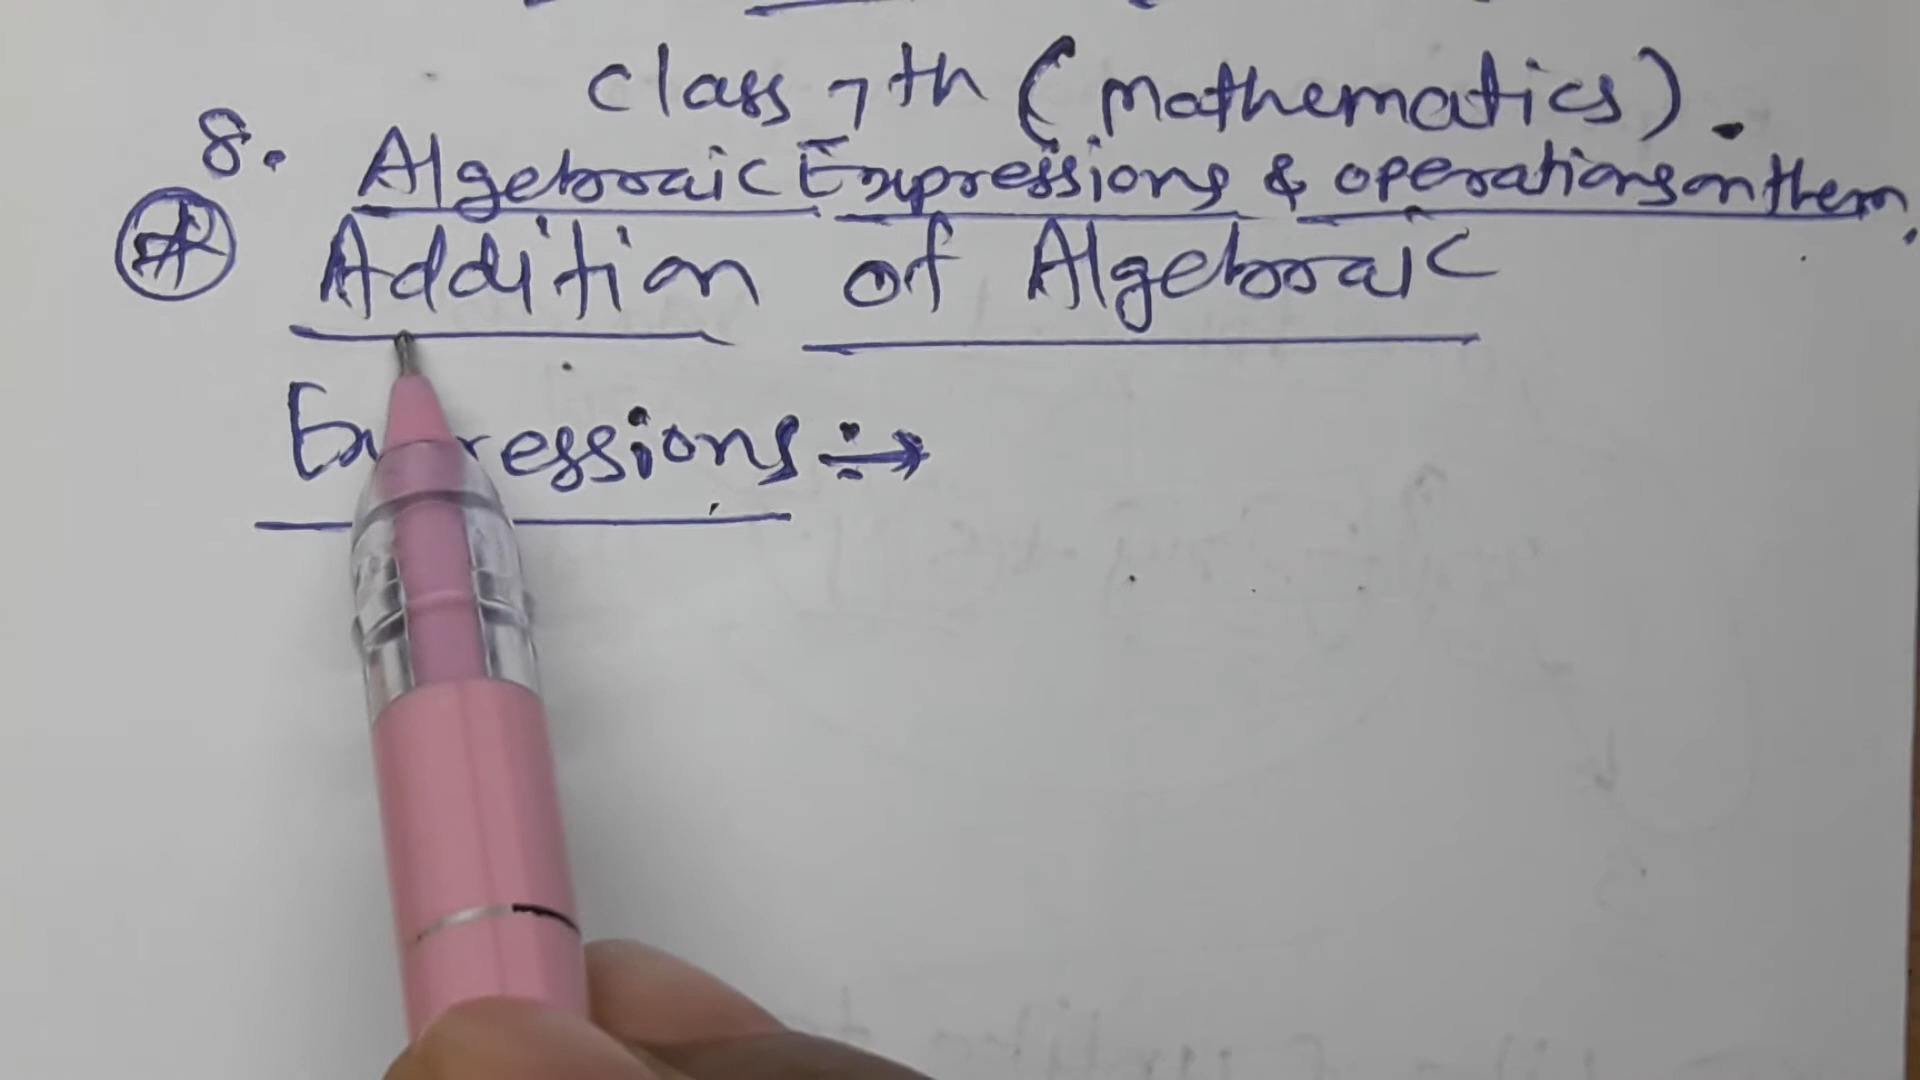 class 7th (Mathematics).
8. Algebraic Expressions & operations on them.
# Addition of Algebraic
Expressions :→